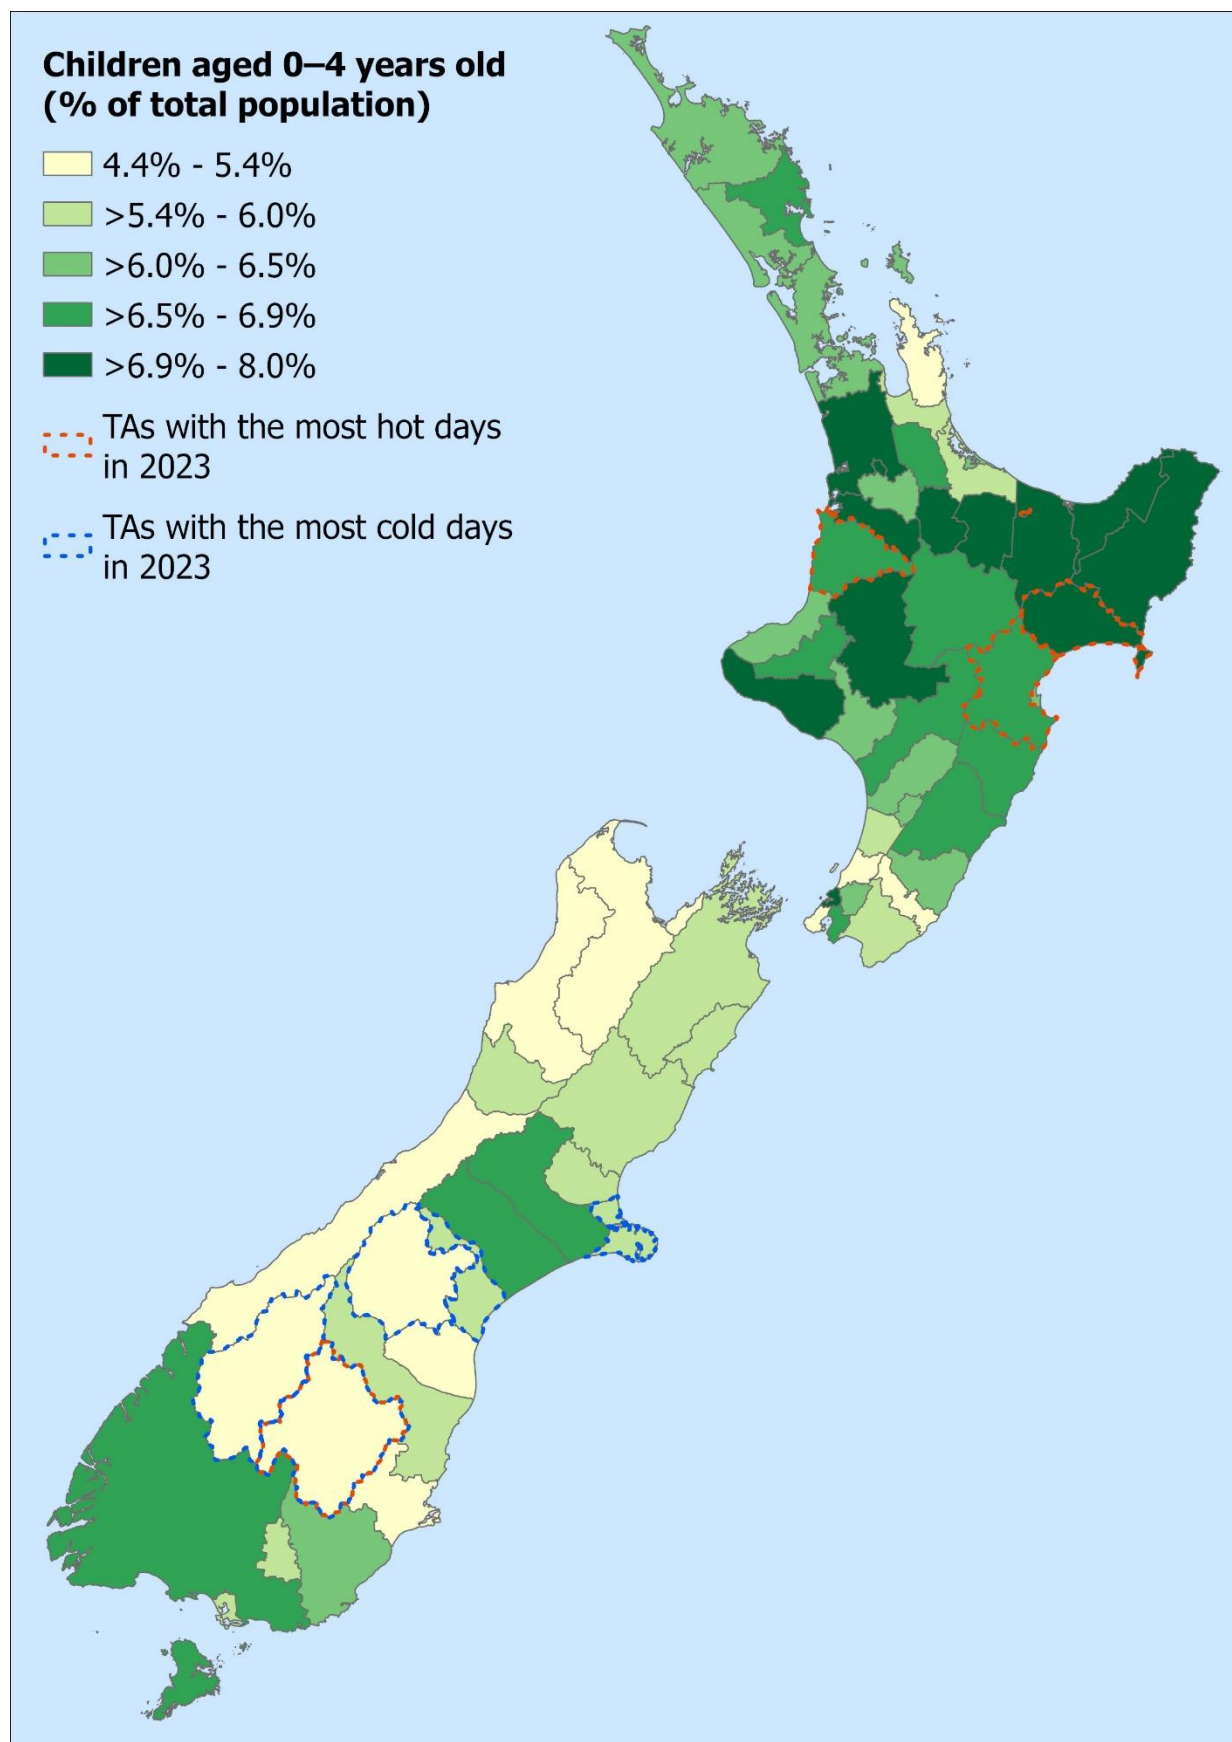 Children aged 0–4 years old
(% of total population)
4.4% - 5.4%
>5.4% - 6.0%
>6.0% - 6.5%
>6.5% - 6.9%
>6.9% - 8.0%
TAs with the most hot days
in 2023
TAs with the most cold days
in 2023